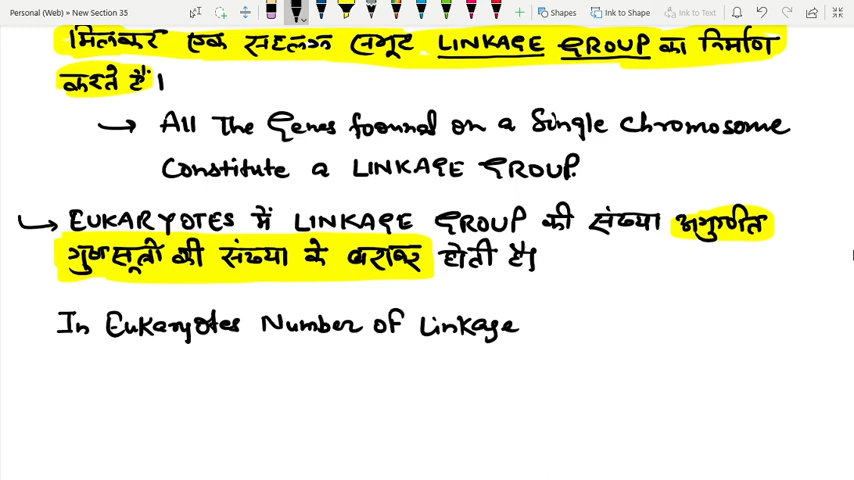 Personal (Web) » New Section 35
Shapes Ink to Shape Ink to Text
मिलकर एक सहलग्न समूह LINKAGE GROUP का निर्माण
करते हैं।
→ All The Genes found on a Single Chromosome
Constitute a LINKAGE GROUP.
↳ EUKARYOTES में LINKAGE GROUP की संख्या अगुणित
गुणसूत्रों की संख्या के बराबर होती है।
In Eukaryotes Number of Linkage